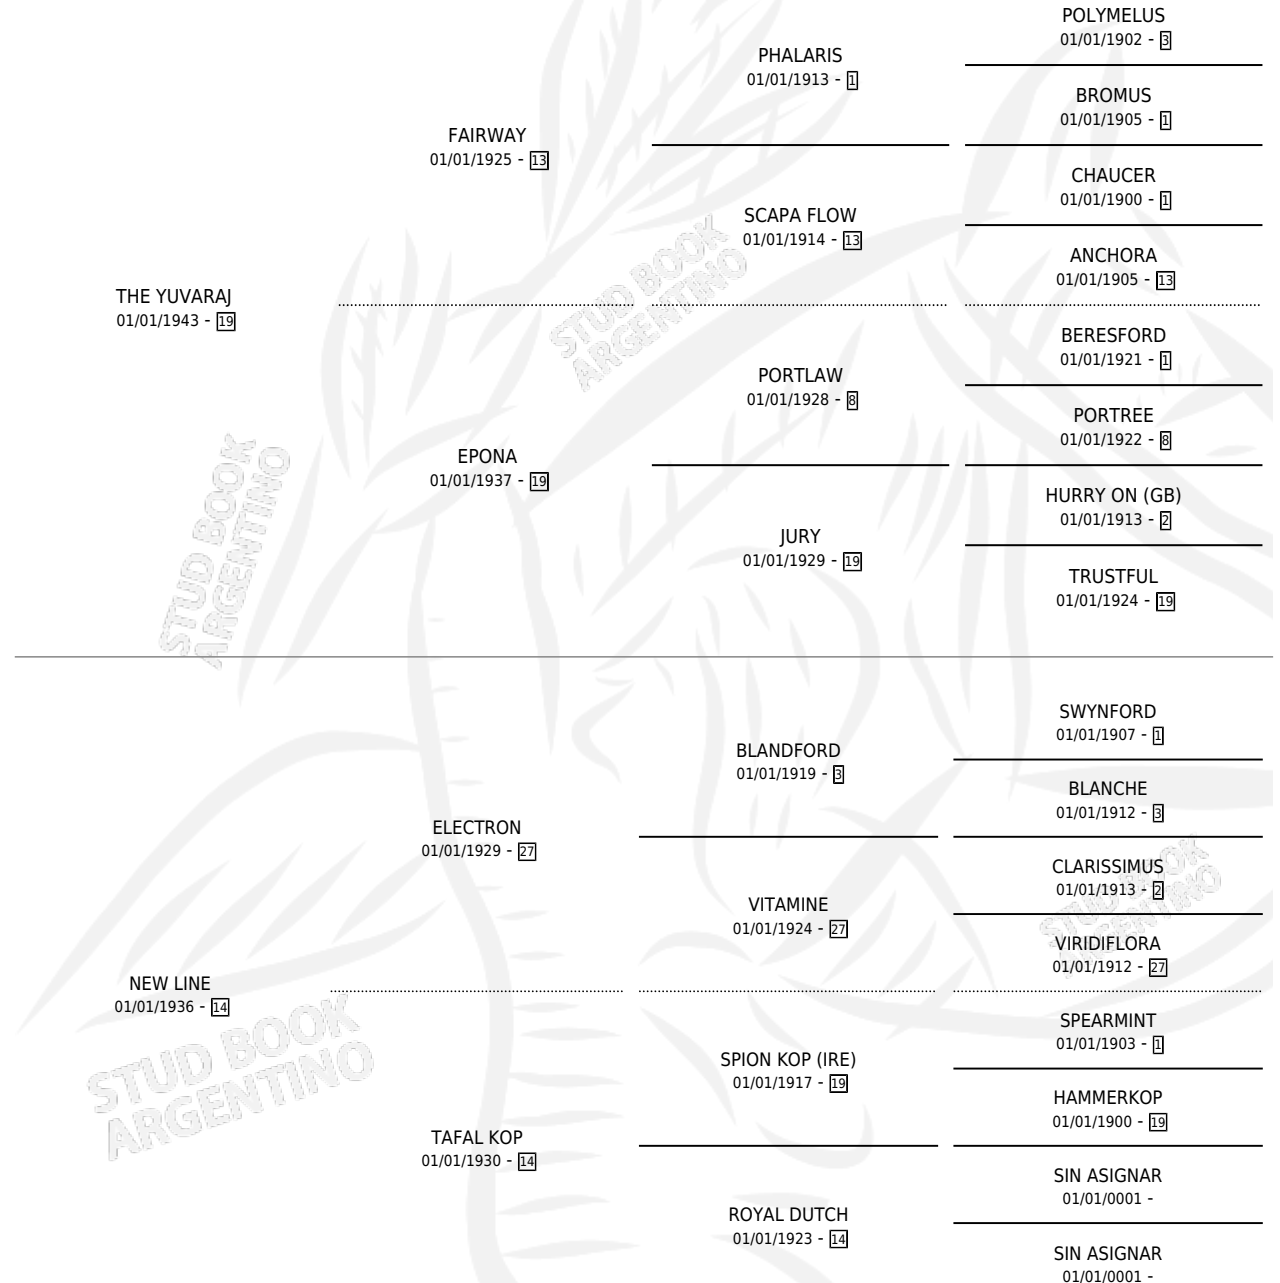 POLYMELUS
01/01/1902 - 3
PHALARIS
01/01/1913 - 1
BROMUS
01/01/1905 - 1
FAIRWAY
01/01/1925 - 13
CHAUCER
01/01/1900 - 1
SCAPA FLOW
01/01/1914 - 13
ANCHORA
01/01/1905 - 13
THE YUVARAJ
01/01/1943 - 19
BERESFORD
01/01/1921 - 1
PORTLAW
01/01/1928 - 8
PORTREE
01/01/1922 - 8
EPONA
01/01/1937 - 19
HURRY ON (GB)
01/01/1913 - 2
JURY
01/01/1929 - 19
TRUSTFUL
01/01/1924 - 19
SWYNFORD
01/01/1907 - 1
BLANDFORD
01/01/1919 - 3
BLANCHE
01/01/1912 - 3
ELECTRON
01/01/1929 - 27
CLARISSIMUS
01/01/1913 - 2
VITAMINE
01/01/1924 - 27
VIRIDIFLORA
01/01/1912 - 27
NEW LINE
01/01/1936 - 14
SPEARMINT
01/01/1903 - 1
SPION KOP (IRE)
01/01/1917 - 19
HAMMERKOP
01/01/1900 - 19
TAFAL KOP
01/01/1930 - 14
SIN ASIGNAR
01/01/0001 -
ROYAL DUTCH
01/01/1923 - 14
SIN ASIGNAR
01/01/0001 -
STUD BOOK
ARGENTINO
STUD BOOK
ARGENTINO
STUD BOOK
ARGENTINO
STUD BOOK
ARGENTINO